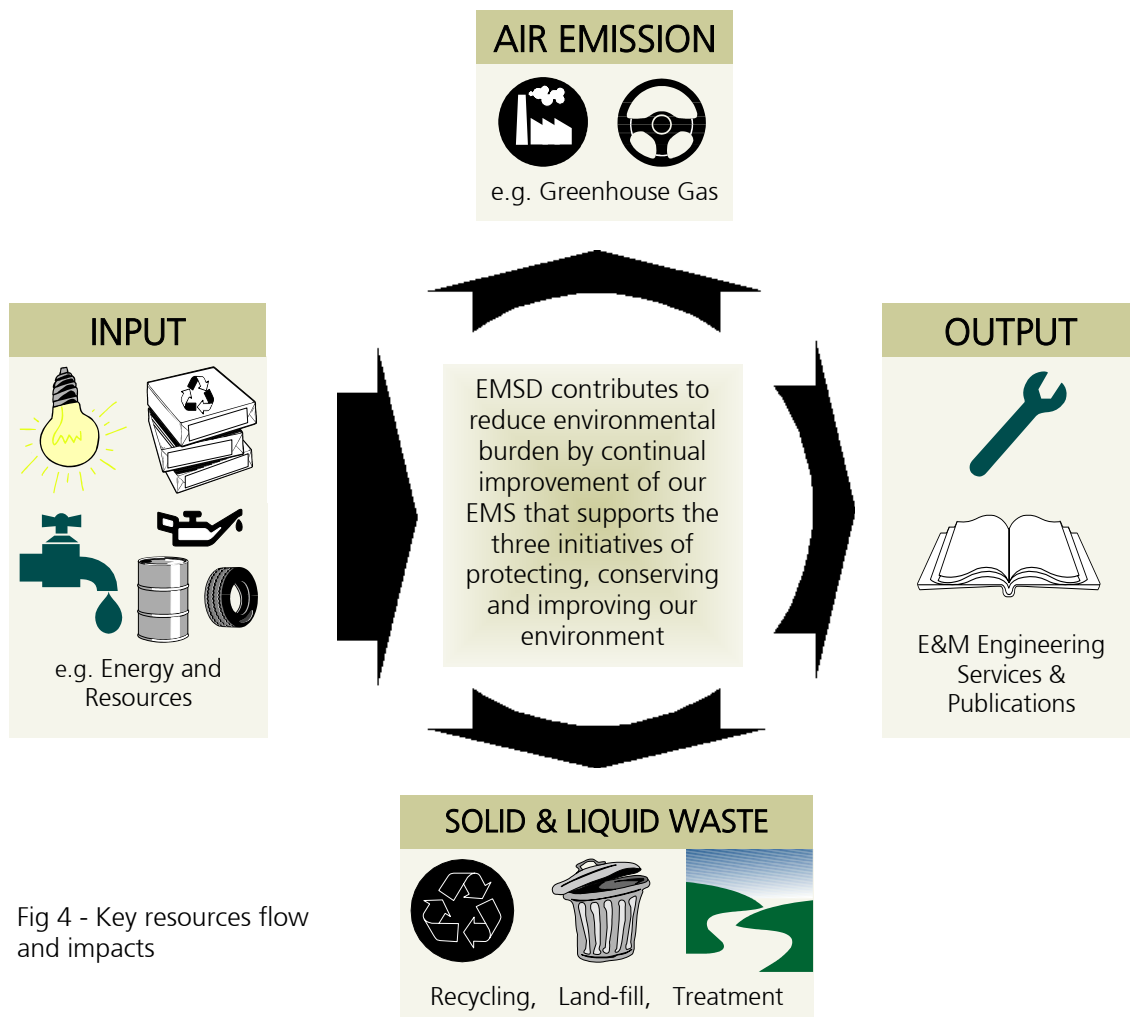 AIR EMISSION
e.g. Greenhouse Gas
INPUT
e.g. Energy and
Resources
EMSD contributes to
reduce environmental
burden by continual
improvement of our
EMS that supports the
three initiatives of
protecting, conserving
and improving our
environment
OUTPUT
E&M Engineering
Services &
Publications
SOLID & LIQUID WASTE
Recycling, Land-fill, Treatment
Fig 4 - Key resources flow
and impacts